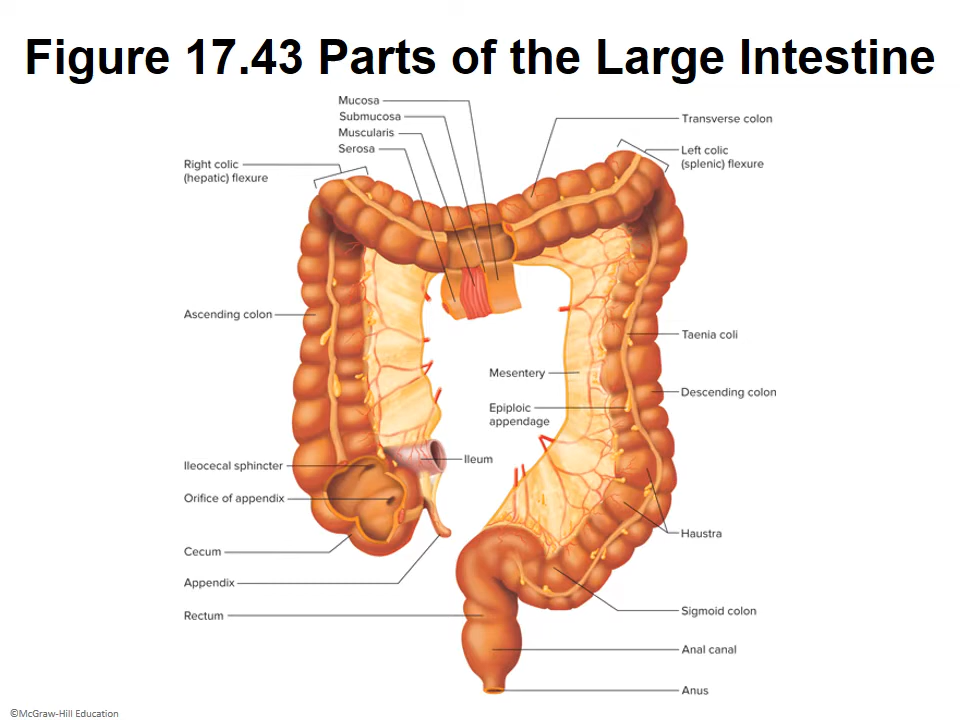 Figure 17.43 Parts of the Large Intestine
Mucosa
Submucosa
Muscularis
Serosa
Right colic
(hepatic) flexure
Transverse colon
Left colic
(splenic) flexure
Ascending colon
Taenia coli
Mesentery
Descending colon
Epiploic
appendage
Ileocecal sphincter
Ileum
Orifice of appendix
Haustra
Cecum
Appendix
Rectum
Sigmoid colon
Anal canal
Anus
©McGraw-Hill Education